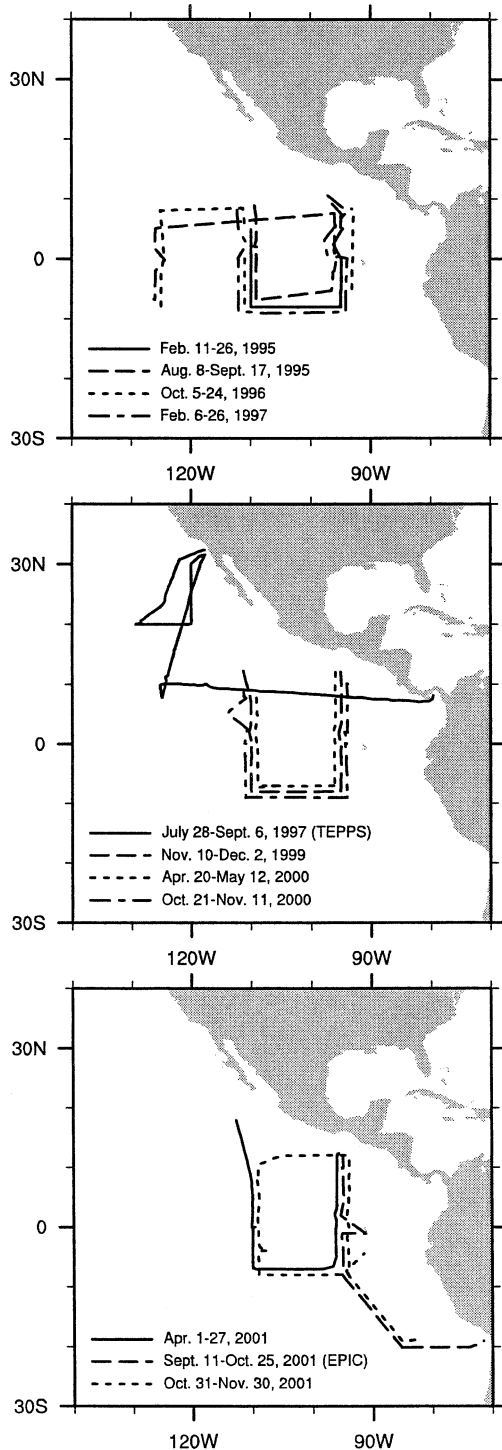 30N
0
30S
Feb. 11-26, 1995
Aug. 8-Sept. 17, 1995
Oct. 5-24, 1996
Feb. 6-26, 1997
120W 90W
30N
0
30S
July 28-Sept. 6, 1997 (TEPPS)
Nov. 10-Dec. 2, 1999
Apr. 20-May 12, 2000
Oct. 21-Nov. 11, 2000
120W 90W
30N
0
30S
Apr. 1-27, 2001
Sept. 11-Oct. 25, 2001 (EPIC)
Oct. 31-Nov. 30, 2001
120W 90W